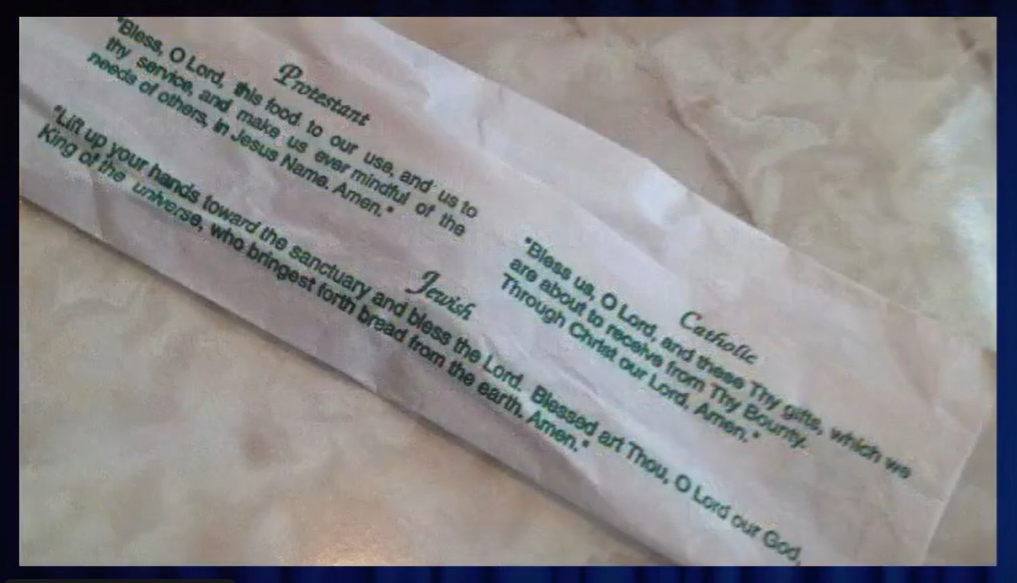 Protestant
"Bless, O Lord, this food to our use, and us to
thy service, and make us ever mindful of the
needs of others, in Jesus Name. Amen."
Catholic
"Bless us, O Lord, and these Thy gifts, which we
are about to receive from Thy Bounty.
Through Christ our Lord. Amen."
Jewish
"Lift up your hands toward the sanctuary and bless the Lord. Blessed art Thou, O Lord our God,
King of the universe, who bringest forth bread from the earth. Amen."